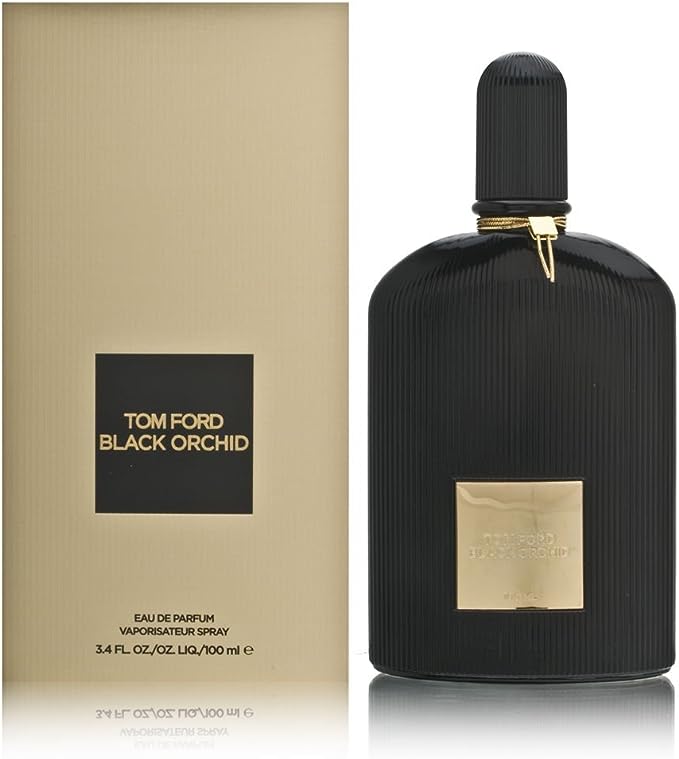 TOM FORD
BLACK ORCHID
EAU DE PARFUM
VAPORISATEUR SPRAY
3.4 FL. OZ./OZ. LIQ./100 ml ℮
TOM FORD
BLACK ORCHID